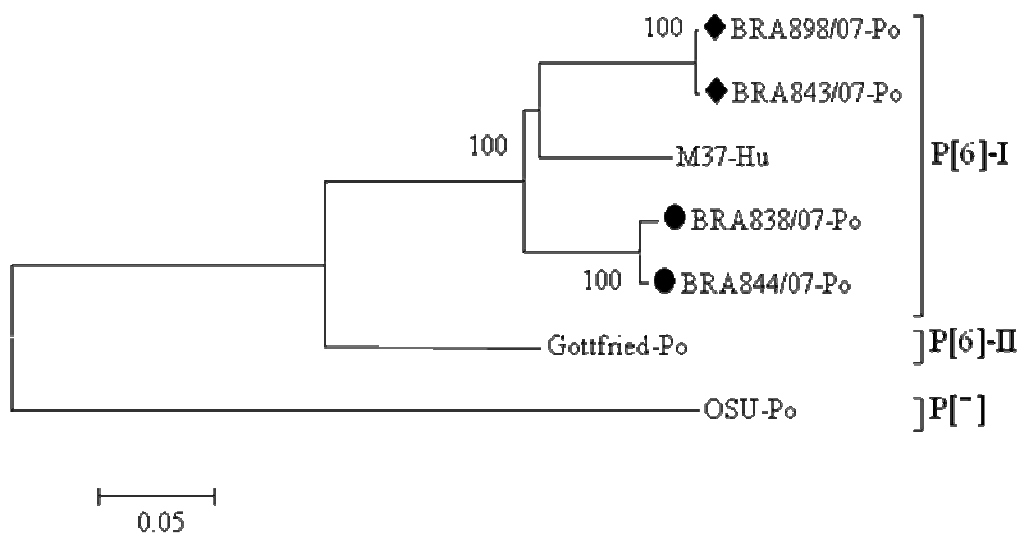 100
BRA898/07-Po
BRA843/07-Po
100
M37-Hu
P[6]-I
BRA838/07-Po
100
BRA844/07-Po
Gottfried-Po
P[6]-II
OSU-Po
P[-]
0.05